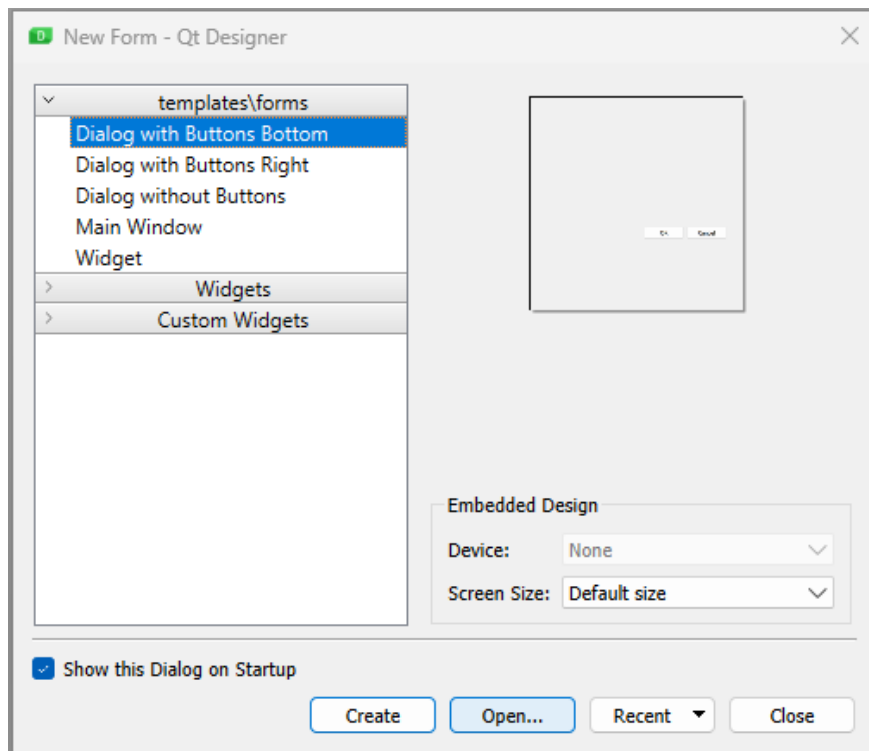 New Form - Qt Designer
templates\forms
Dialog with Buttons Bottom
Dialog with Buttons Right
Dialog without Buttons
Main Window
Widget
Widgets
Custom Widgets
Cancel
Embedded Design
Device: None
Screen Size: Default size
Show this Dialog on Startup
Create Open... Recent Close